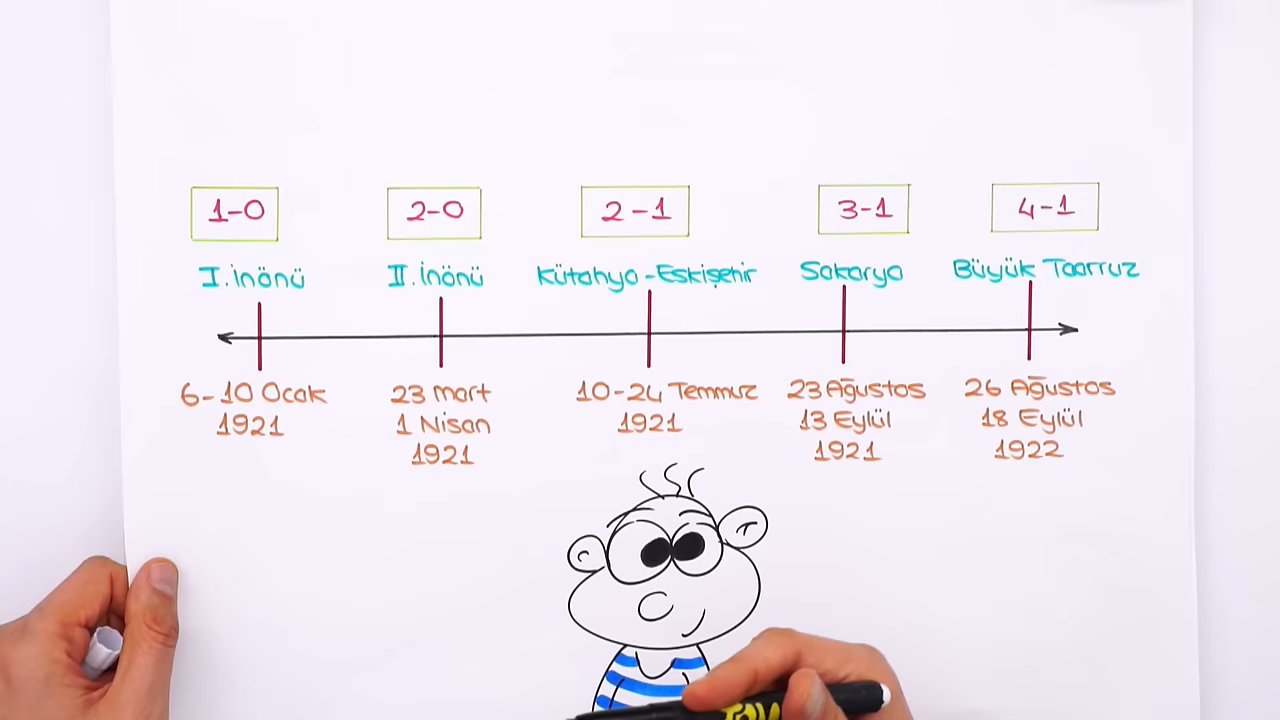 1-0
2-0
2-1
3-1
4-1
I. İnönü
II. İnönü
Kütahya-Eskişehir
Sakarya
Büyük Taarruz
6-10 Ocak
1921
23 Mart
1 Nisan
1921
10-24 Temmuz
1921
23 Ağustos
13 Eylül
1921
26 Ağustos
18 Eylül
1922